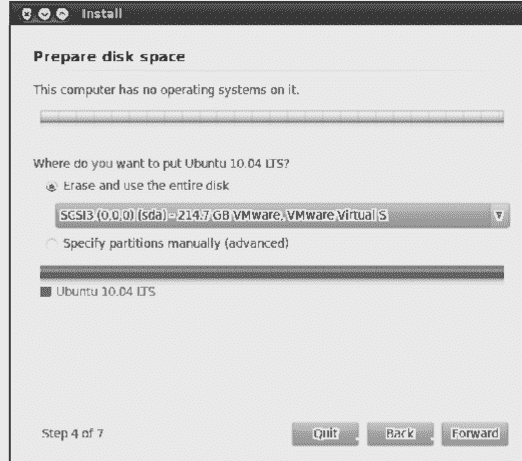 Install
Prepare disk space
This computer has no operating systems on it.
Where do you want to put Ubuntu 10.04 LTS?
Erase and use the entire disk
SCSI3 (0,0,0) (sda) - 214.7 GB VMware, VMware Virtual S
Specify partitions manually (advanced)
Ubuntu 10.04 LTS
Step 4 of 7
Quit
Back
Forward